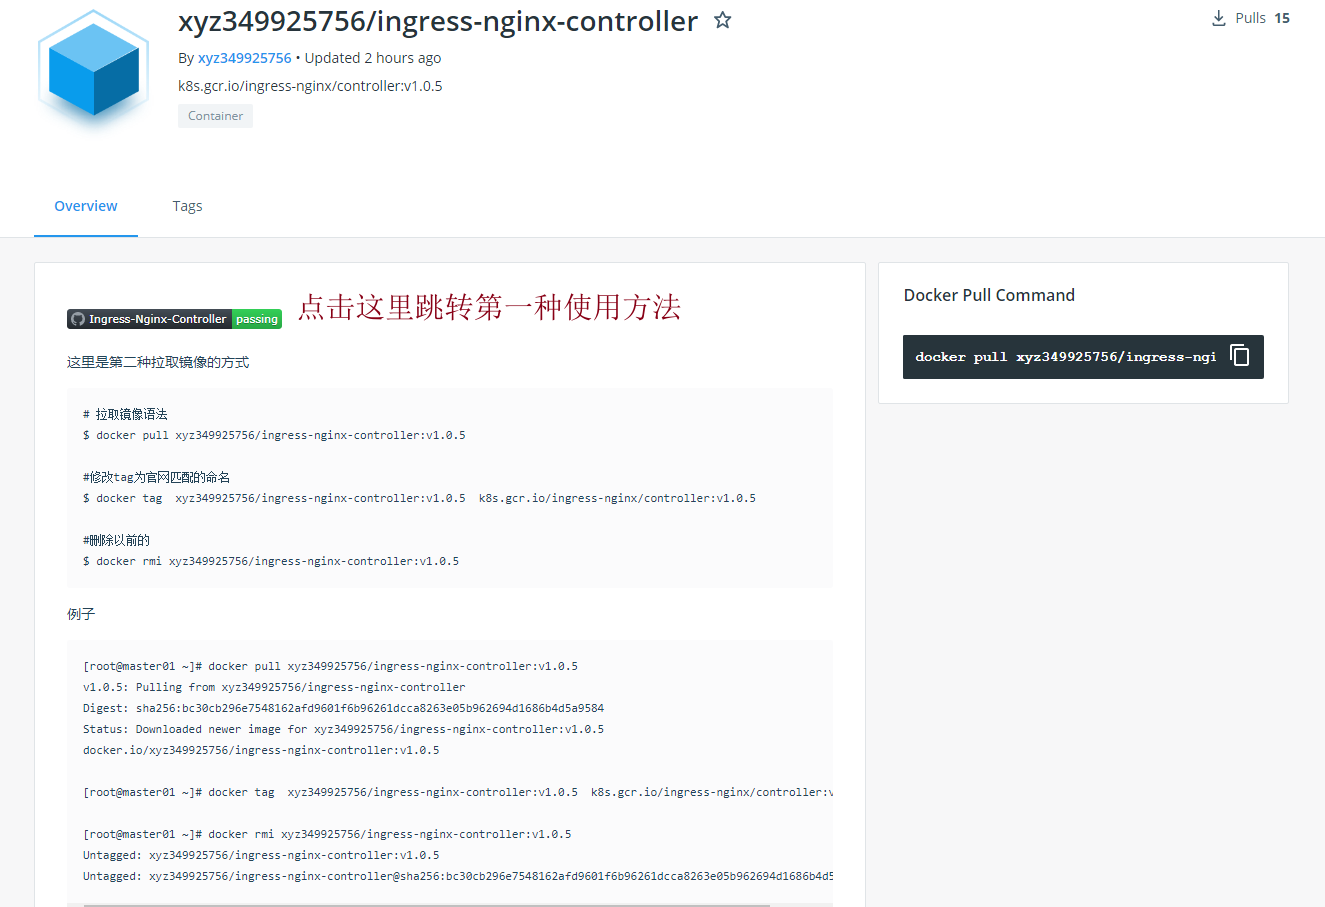 xyz349925756/ingress-nginx-controller
Pulls 15
By xyz349925756 • Updated 2 hours ago
k8s.gcr.io/ingress-nginx/controller:v1.0.5
Container
Overview
Tags
Ingress-Nginx-Controller passing
点击这里跳转第一种使用方法
这里是第二种拉取镜像的方式
# 拉取镜像语法
$ docker pull xyz349925756/ingress-nginx-controller:v1.0.5
#修改tag为官网匹配的命名
$ docker tag  xyz349925756/ingress-nginx-controller:v1.0.5  k8s.gcr.io/ingress-nginx/controller:v1.0.5
#删除以前的
$ docker rmi xyz349925756/ingress-nginx-controller:v1.0.5
例子
[root@master01 ~]# docker pull xyz349925756/ingress-nginx-controller:v1.0.5
v1.0.5: Pulling from xyz349925756/ingress-nginx-controller
Digest: sha256:bc30cb296e7548162afd9601f6b96261dcca8263e05b962694d1686b4d5a9584
Status: Downloaded newer image for xyz349925756/ingress-nginx-controller:v1.0.5
docker.io/xyz349925756/ingress-nginx-controller:v1.0.5
[root@master01 ~]# docker tag  xyz349925756/ingress-nginx-controller:v1.0.5  k8s.gcr.io/ingress-nginx/controller:v
[root@master01 ~]# docker rmi xyz349925756/ingress-nginx-controller:v1.0.5
Untagged: xyz349925756/ingress-nginx-controller:v1.0.5
Untagged: xyz349925756/ingress-nginx-controller@sha256:bc30cb296e7548162afd9601f6b96261dcca8263e05b962694d1686b4d5
Docker Pull Command
docker pull xyz349925756/ingress-ngi